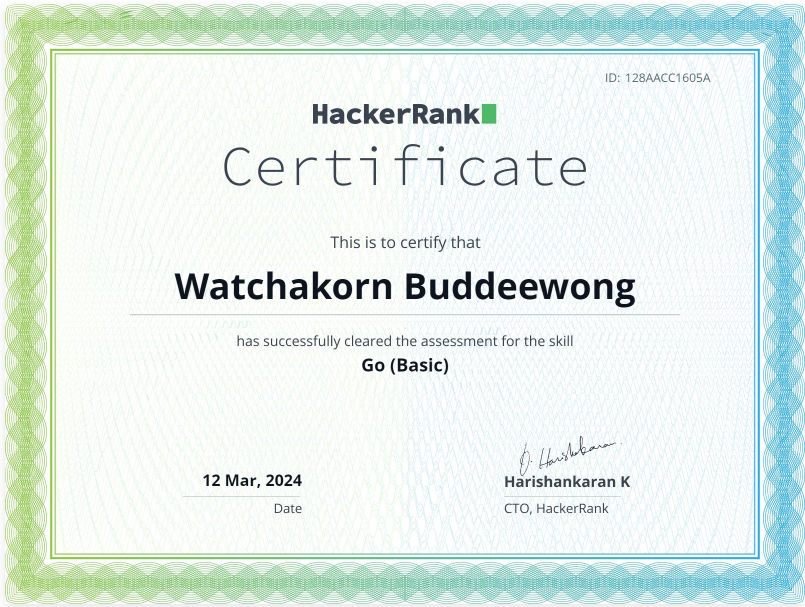 ID: 128AACC1605A
HackerRank
Certificate
This is to certify that
Watchakorn Buddeewong
has successfully cleared the assessment for the skill
Go (Basic)
12 Mar, 2024
Date
Harishankaran K
CTO, HackerRank